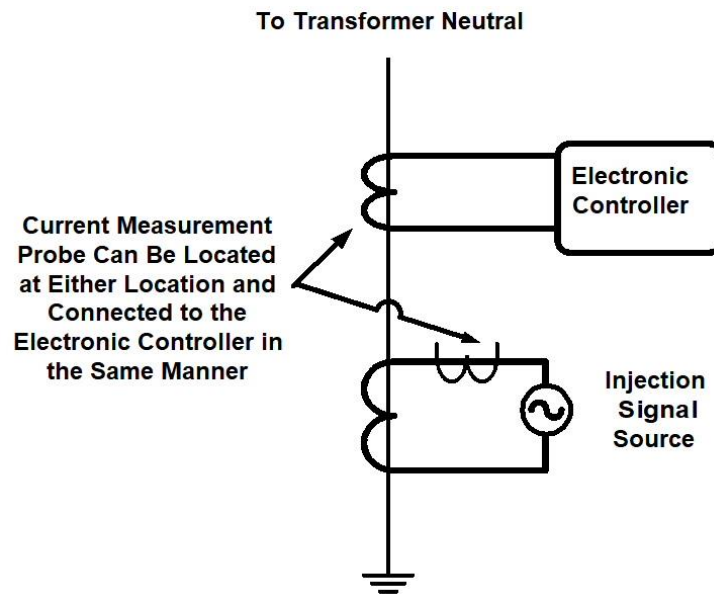 To Transformer Neutral
Electronic
Controller
Current Measurement
Probe Can Be Located
at Either Location and
Connected to the
Electronic Controller in
the Same Manner
Injection
Signal
Source